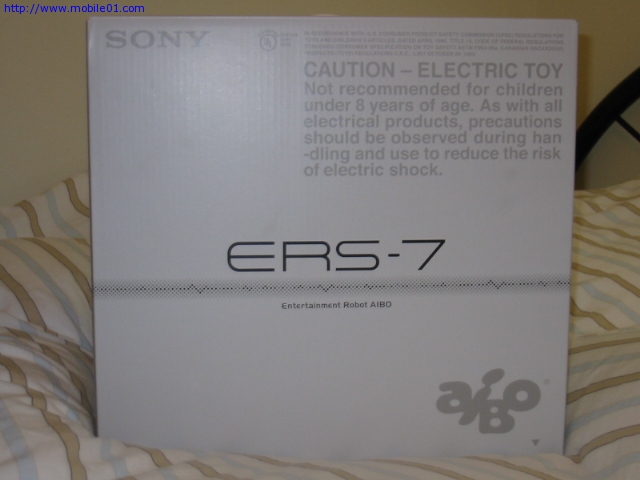 http://www.mobile01.com
SONY
CAUTION – ELECTRIC TOY
Not recommended for children
under 8 years of age. As with all
electrical products, precautions
should be observed during han
-dling and use to reduce the risk
of electric shock.
ERS-7
Entertainment Robot AIBO
aiBo